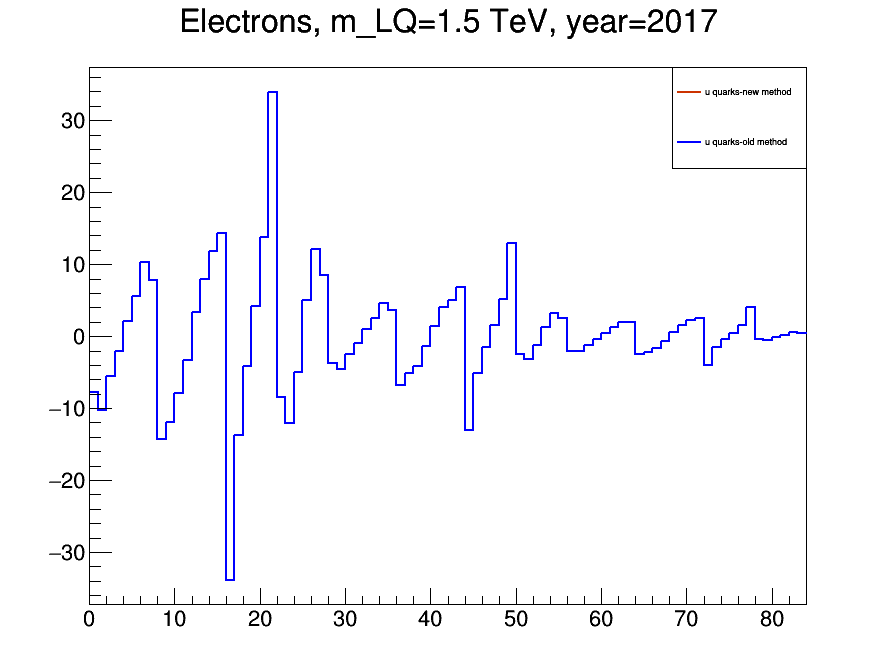 Electrons, m_LQ=1.5 TeV, year=2017
u quarks-new method
u quarks-old method
30
20
10
0
−10
−20
−30
0 10 20 30 40 50 60 70 80